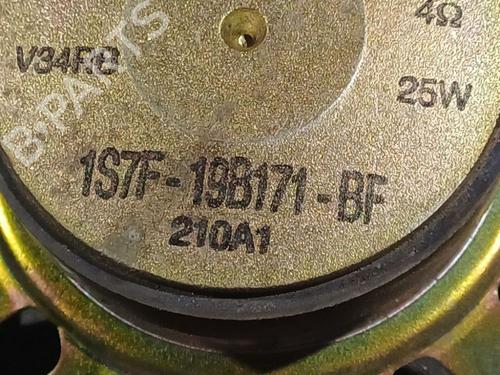 4Ω
V34RB
25W
1S7F-19B171-BF
210A1
B-PARTS